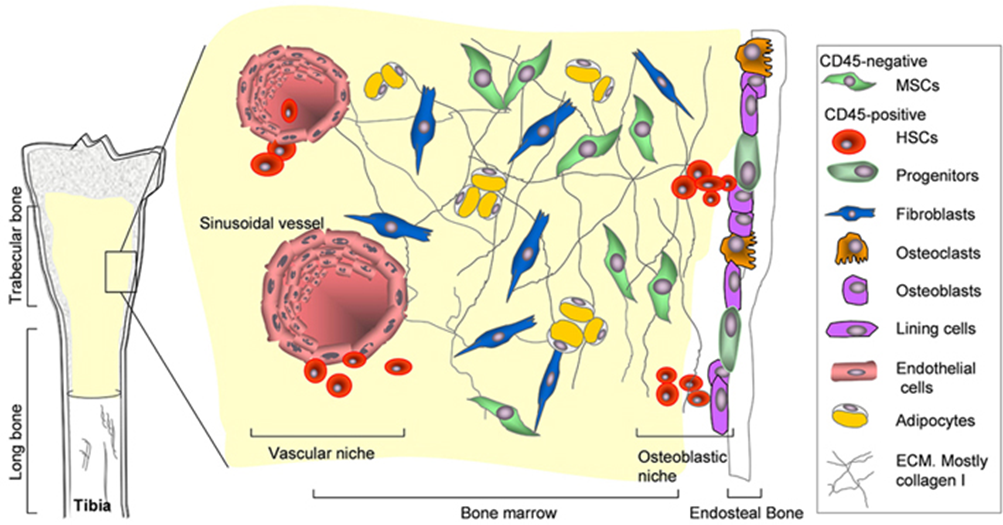 Trabecular bone
Long bone
Tibia
Sinusoidal vessel
Vascular niche
Osteoblastic
niche
Bone marrow
Endosteal Bone
CD45-negative
MSCs
CD45-positive
HSCs
Progenitors
Fibroblasts
Osteoclasts
Osteoblasts
Lining cells
Endothelial
cells
Adipocytes
ECM. Mostly
collagen I